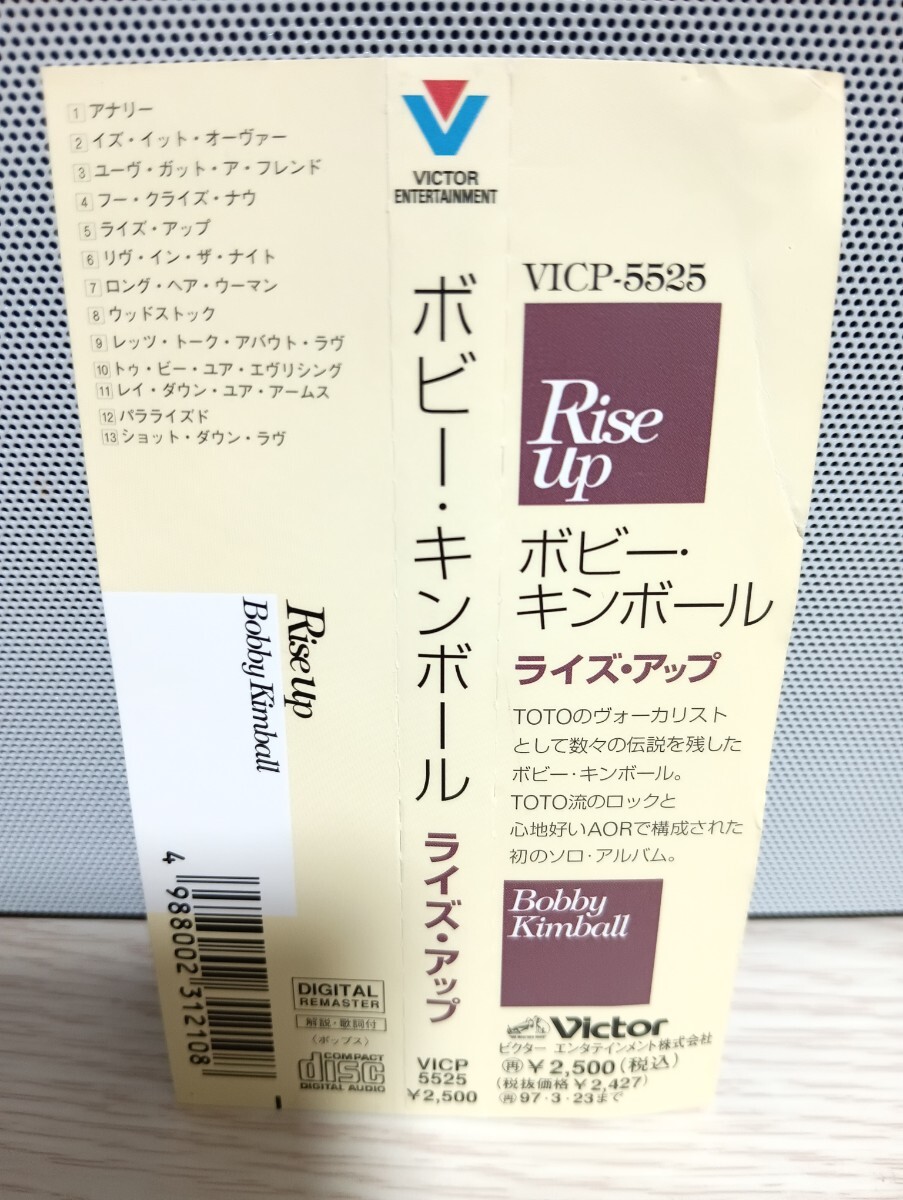 1 アナリー
2 イズ・イット・オーヴァー
3 ユーヴ・ガット・ア・フレンド
4 フー・クライズ・ナウ
5 ライズ・アップ
6 リヴ・イン・ザ・ナイト
7 ロング・ヘア・ウーマン
8 ウッドストック
9 レッツ・トーク・アバウト・ラヴ
10 トゥ・ビー・ユア・エヴリシング
11 レイ・ダウン・ユア・アームス
12 パラライズド
13 ショット・ダウン・ラヴ
Rise up
Bobby Kimball
4 988002 312108
DIGITAL
REMASTER
解説・歌詞付
〈ポップス〉
COMPACT
disc
DIGITAL AUDIO
VICTOR
ENTERTAINMENT
ボビー・キンボール
ライズ・アップ
VICP
5525
¥2,500
VICP-5525
Rise
up
ボビー・
キンボール
ライズ・アップ
TOTOのヴォーカリスト
として数々の伝説を残した
ボビー・キンボール。
TOTO流のロックと
心地好いAORで構成された
初のソロ・アルバム。
Bobby
Kimball
Victor
ビクター エンタテインメント株式会社
再¥2,500(税込)
(税抜価格¥2,427)
再97・3・23まで